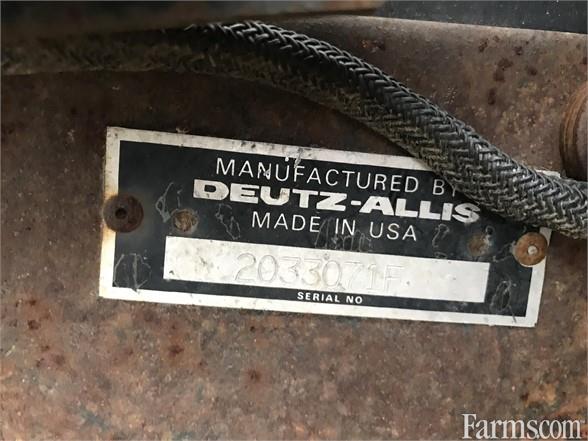 MANUFACTURED BY
DEUTZ-ALLIS
MADE IN USA
2033071F
SERIAL NO
Farms.com